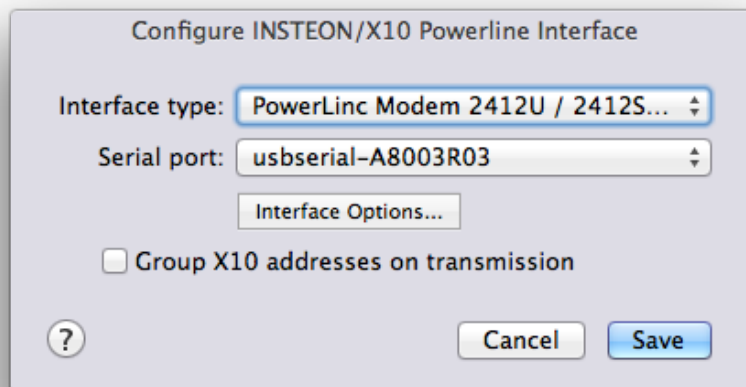 Configure INSTEON/X10 Powerline Interface
Interface type: PowerLinc Modem 2412U / 2412S...
Serial port: usbserial-A8003R03
Interface Options...
Group X10 addresses on transmission
? Cancel Save